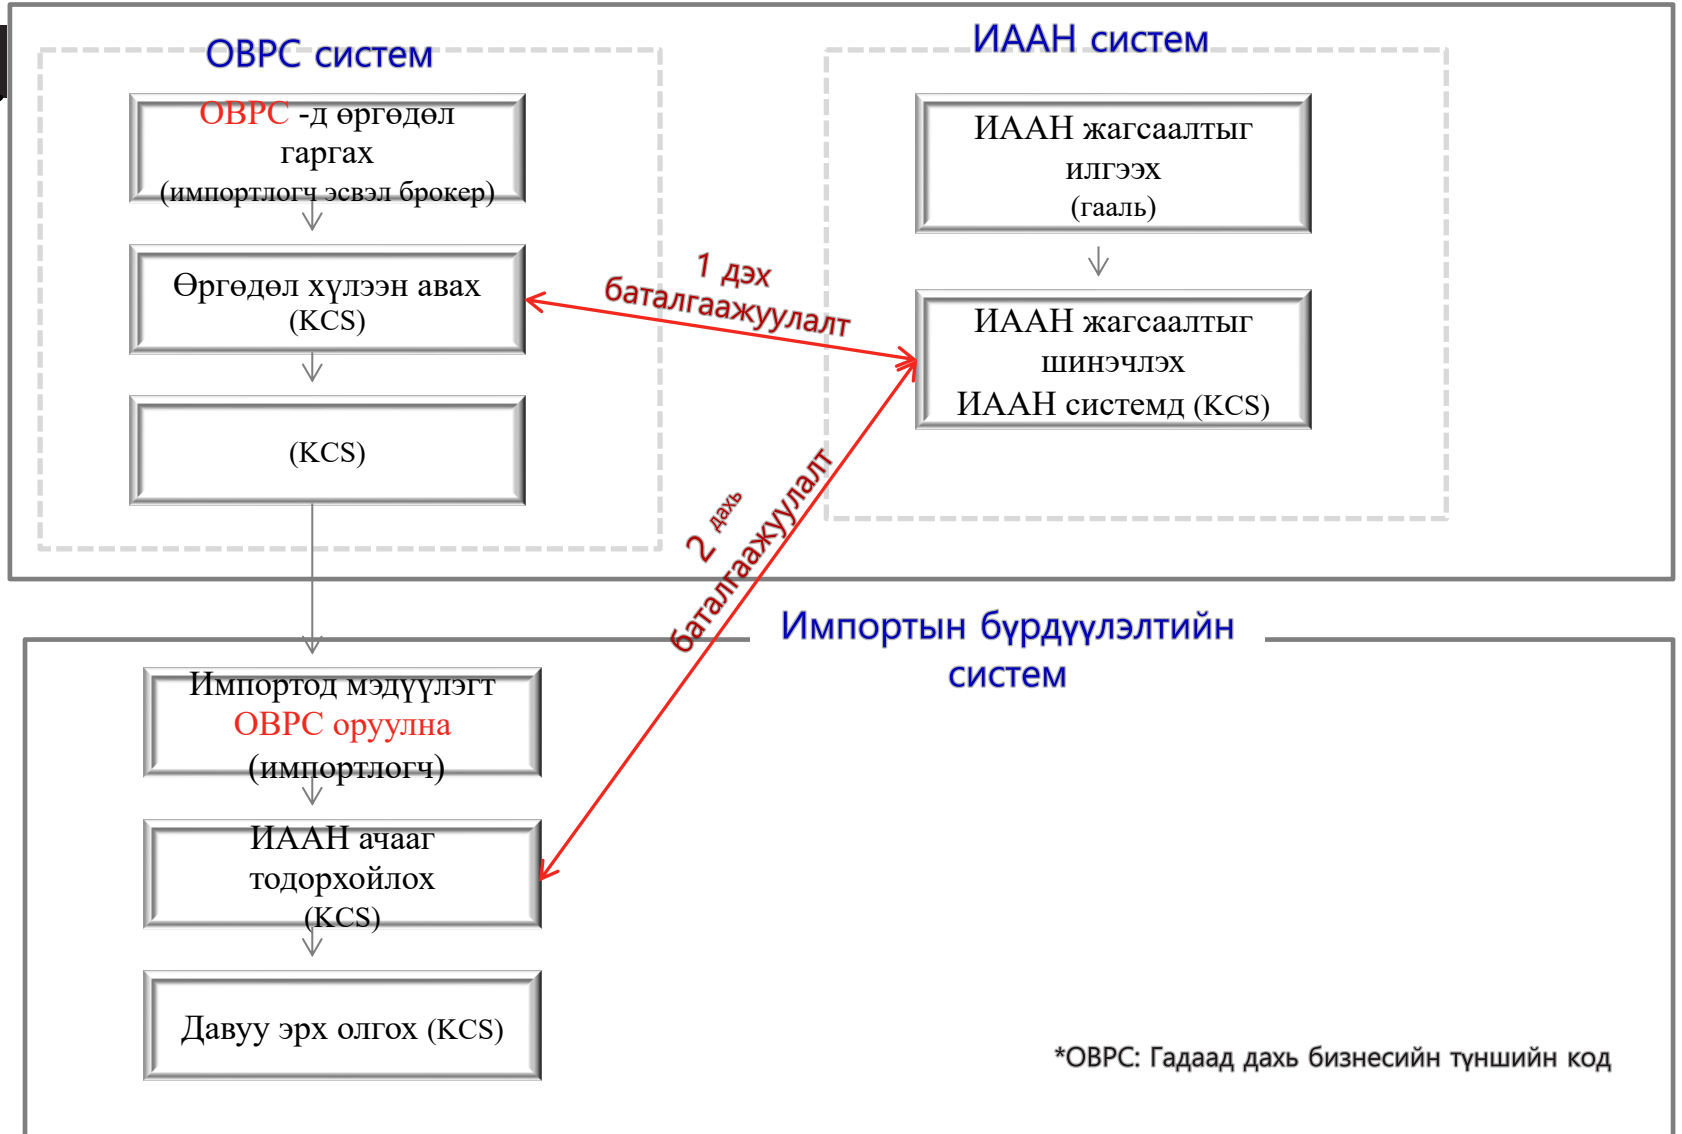 ОВРС систем
ОВРС -д өргөдөл
гаргах
(импортлогч эсвэл брокер)
Өргөдөл хүлээн авах
(KCS)
(KCS)
ИААН систем
ИААН жагсаалтыг
илгээх
(гааль)
ИААН жагсаалтыг
шинэчлэх
ИААН системд (KCS)
1 дэх
баталгаажуулалт
2 дахь
баталгаажуулалт
Импортын бүрдүүлэлтийн
систем
Импортод мэдүүлэгт
ОВРС оруулна
(импортлогч)
ИААН ачааг
тодорхойлох
(KCS)
Давуу эрх олгох (KCS)
*ОВРС: Гадаад дахь бизнесийн түншийн код